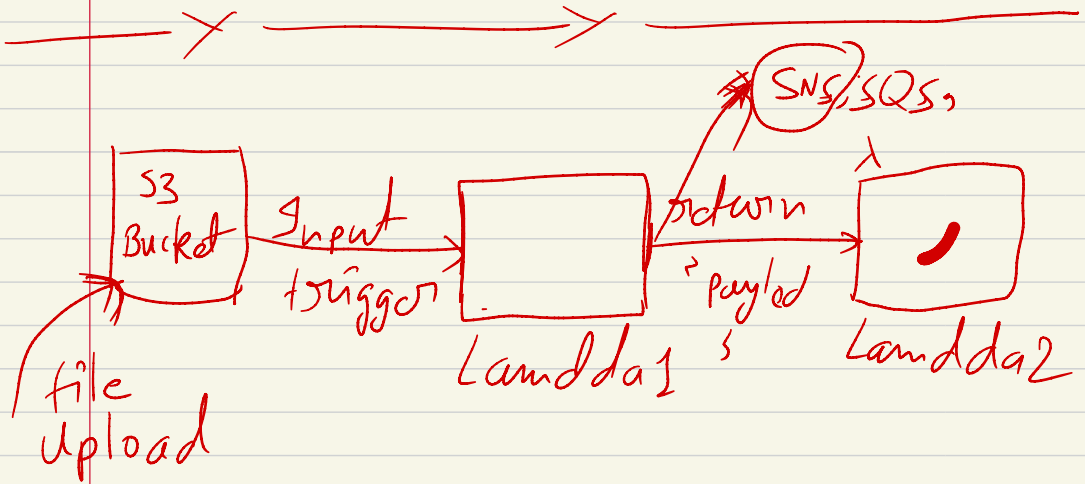 SNS, SQS,
λ
S3
Bucket
Input
trigger
return
{ payload
}
Lamdda1
Lamdda2
file
upload